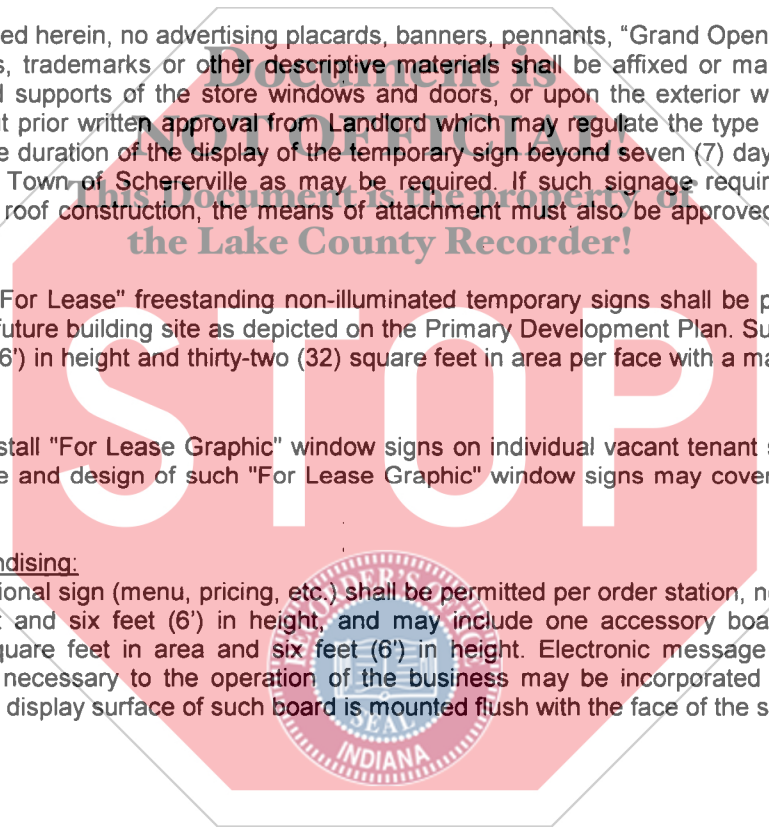 ed herein, no advertising placards, banners, pennants, “Grand Open
s, trademarks or other descriptive materials shall be affixed or ma
d supports of the store windows and doors, or upon the exterior w
t prior written approval from Landlord which may regulate the type
e duration of the display of the temporary sign beyond seven (7) day
Town of Schererville as may be required. If such signage requir
roof construction, the means of attachment must also be approved
Document is
NOT OFFICIAL!
This Document is the property of
the Lake County Recorder!
For Lease" freestanding non-illuminated temporary signs shall be p
future building site as depicted on the Primary Development Plan. Su
6') in height and thirty-two (32) square feet in area per face with a ma
STOP
stall "For Lease Graphic" window signs on individual vacant tenant s
e and design of such "For Lease Graphic" window signs may cover
ndising:
ional sign (menu, pricing, etc.) shall be permitted per order station, n
t and six feet (6’) in height, and may include one accessory boa
quare feet in area and six feet (6') in height. Electronic message
necessary to the operation of the business may be incorporated
display surface of such board is mounted flush with the face of the s
RECORDER'S OFFICE
SEAL
INDIANA